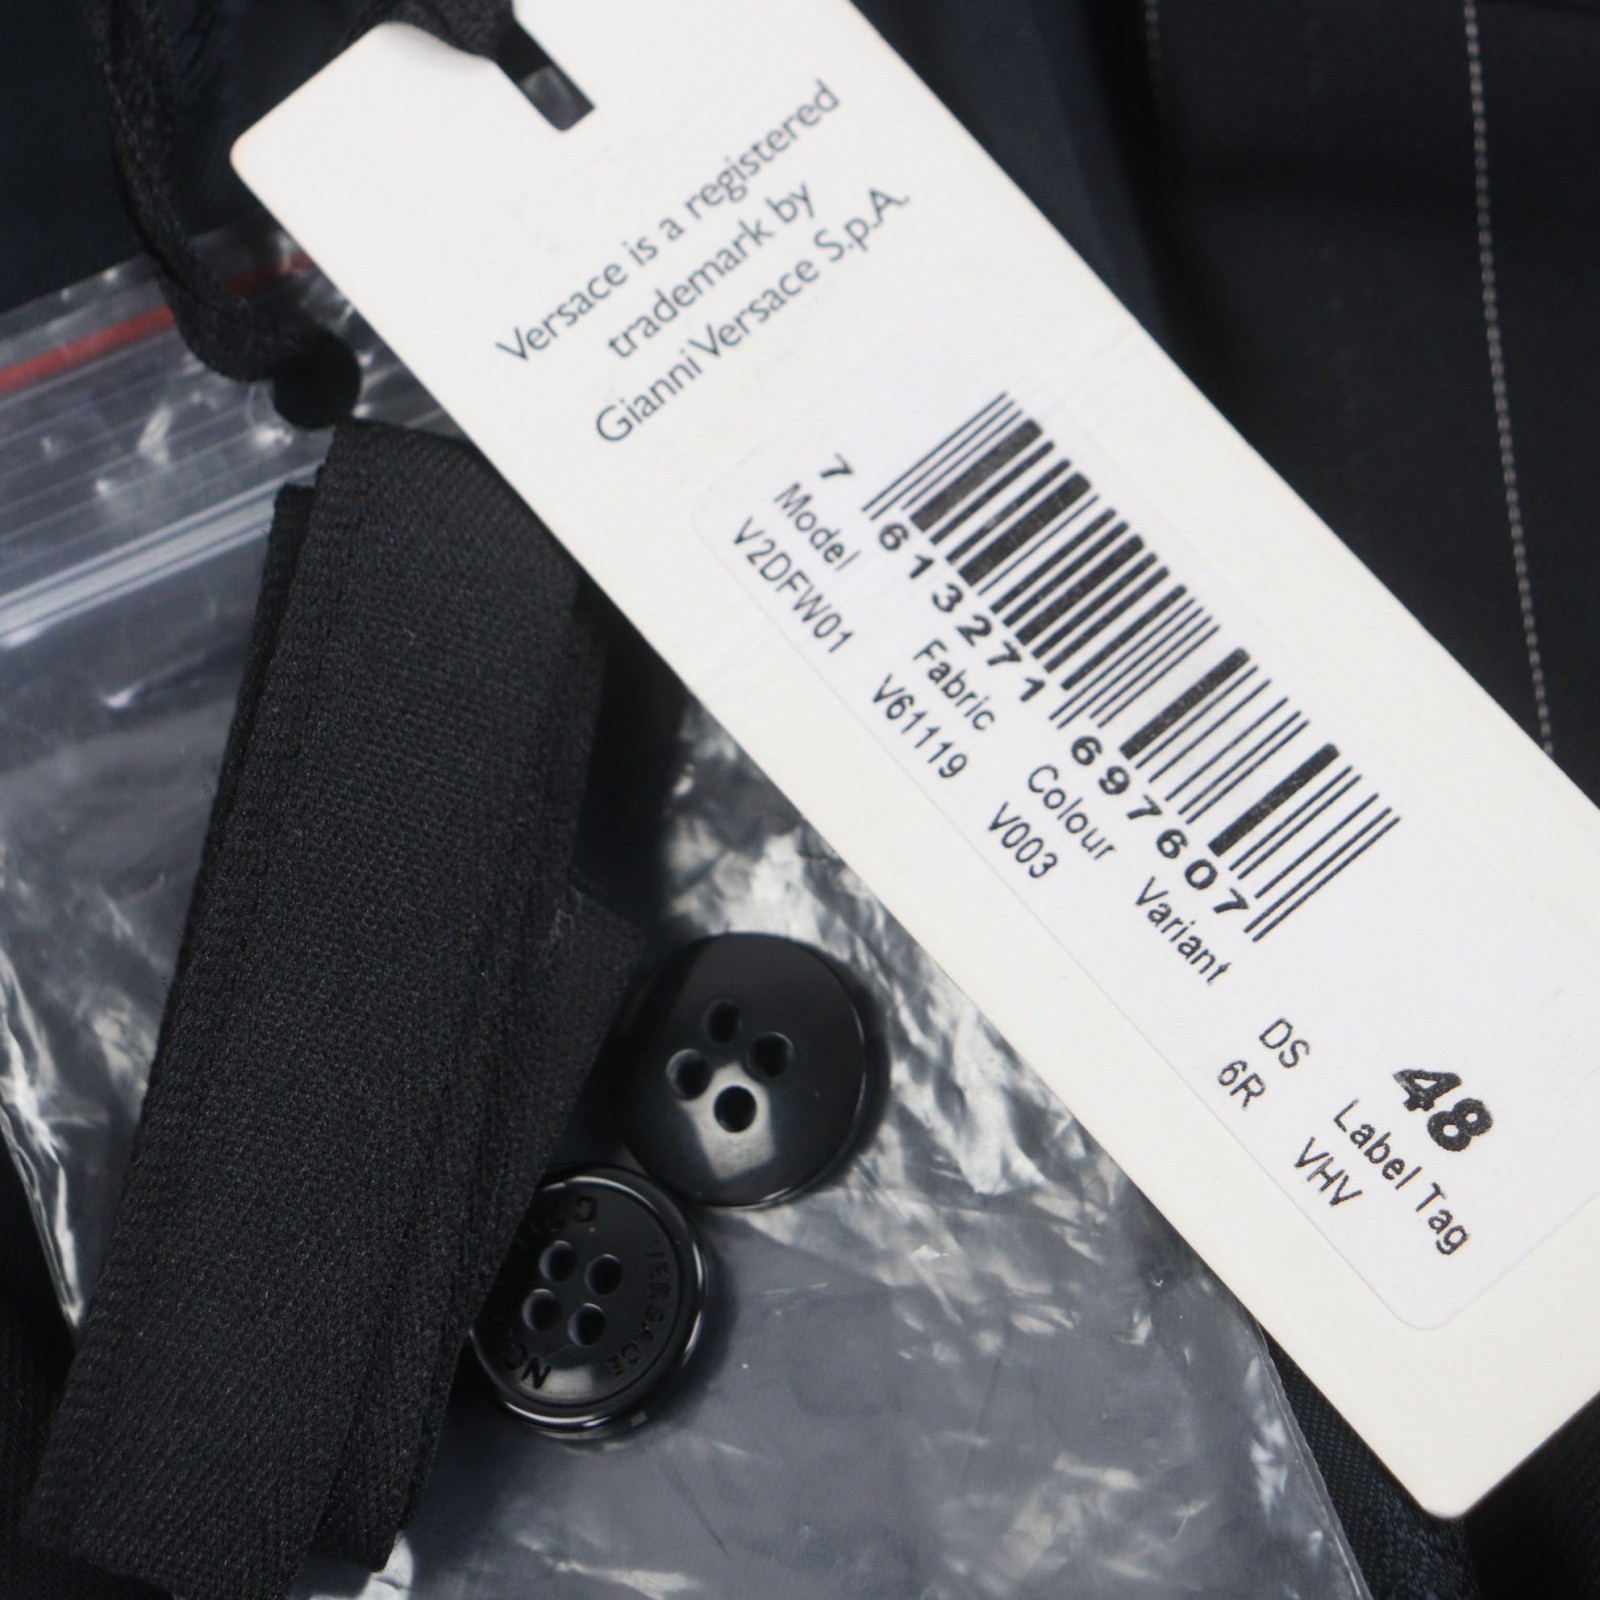 Versace is a registered
trademark by
Gianni Versace S.p.A.
7 613271 697607
Model Fabric Colour Variant DS Label Tag
V2DFW01 V61119 V003 6R VHV
48
VERSACE